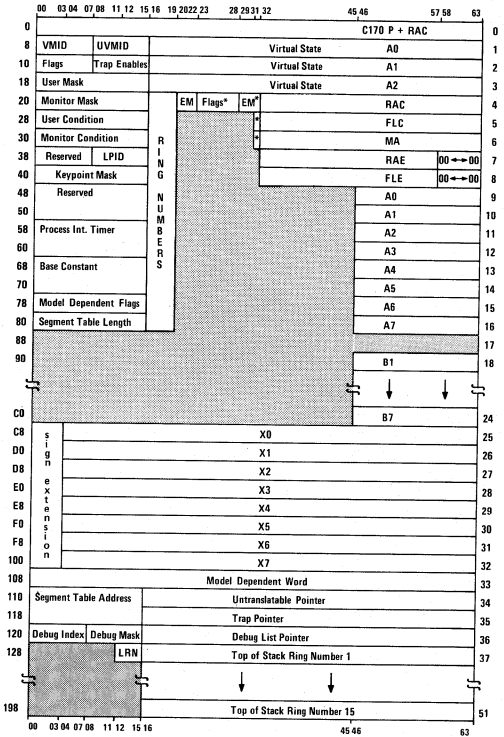 00 03 04 07 08 11 12 15 16 19 20 22 23 28 29 31 32 45 46 57 58 63
0 C170 P + RAC 0
8 VMID UVMID Virtual State A0 1
10 Flags Trap Enables Virtual State A1 2
18 User Mask Virtual State A2 3
20 Monitor Mask EM Flags* EM* RAC 4
28 User Condition * FLC 5
30 Monitor Condition * MA 6
38 Reserved LPID RAE 00↔00 7
40 Keypoint Mask FLE 00↔00 8
RING NUMBERS
48 Reserved A0 9
50 A1 10
58 Process Int. Timer A2 11
60 A3 12
68 Base Constant A4 13
70 A5 14
78 Model Dependent Flags A6 15
80 Segment Table Length A7 16
88 17
90 B1 18
↓ ↓
C0 B7 24
sign extension
C8 X0 25
D0 X1 26
D8 X2 27
E0 X3 28
E8 X4 29
F0 X5 30
F8 X6 31
100 X7 32
108 Model Dependent Word 33
110 Segment Table Address Untranslatable Pointer 34
118 Trap Pointer 35
120 Debug Index Debug Mask Debug List Pointer 36
128 LRN Top of Stack Ring Number 1 37
↓ ↓
198 Top of Stack Ring Number 15 51
00 03 04 07 08 11 12 15 16 45 46 63